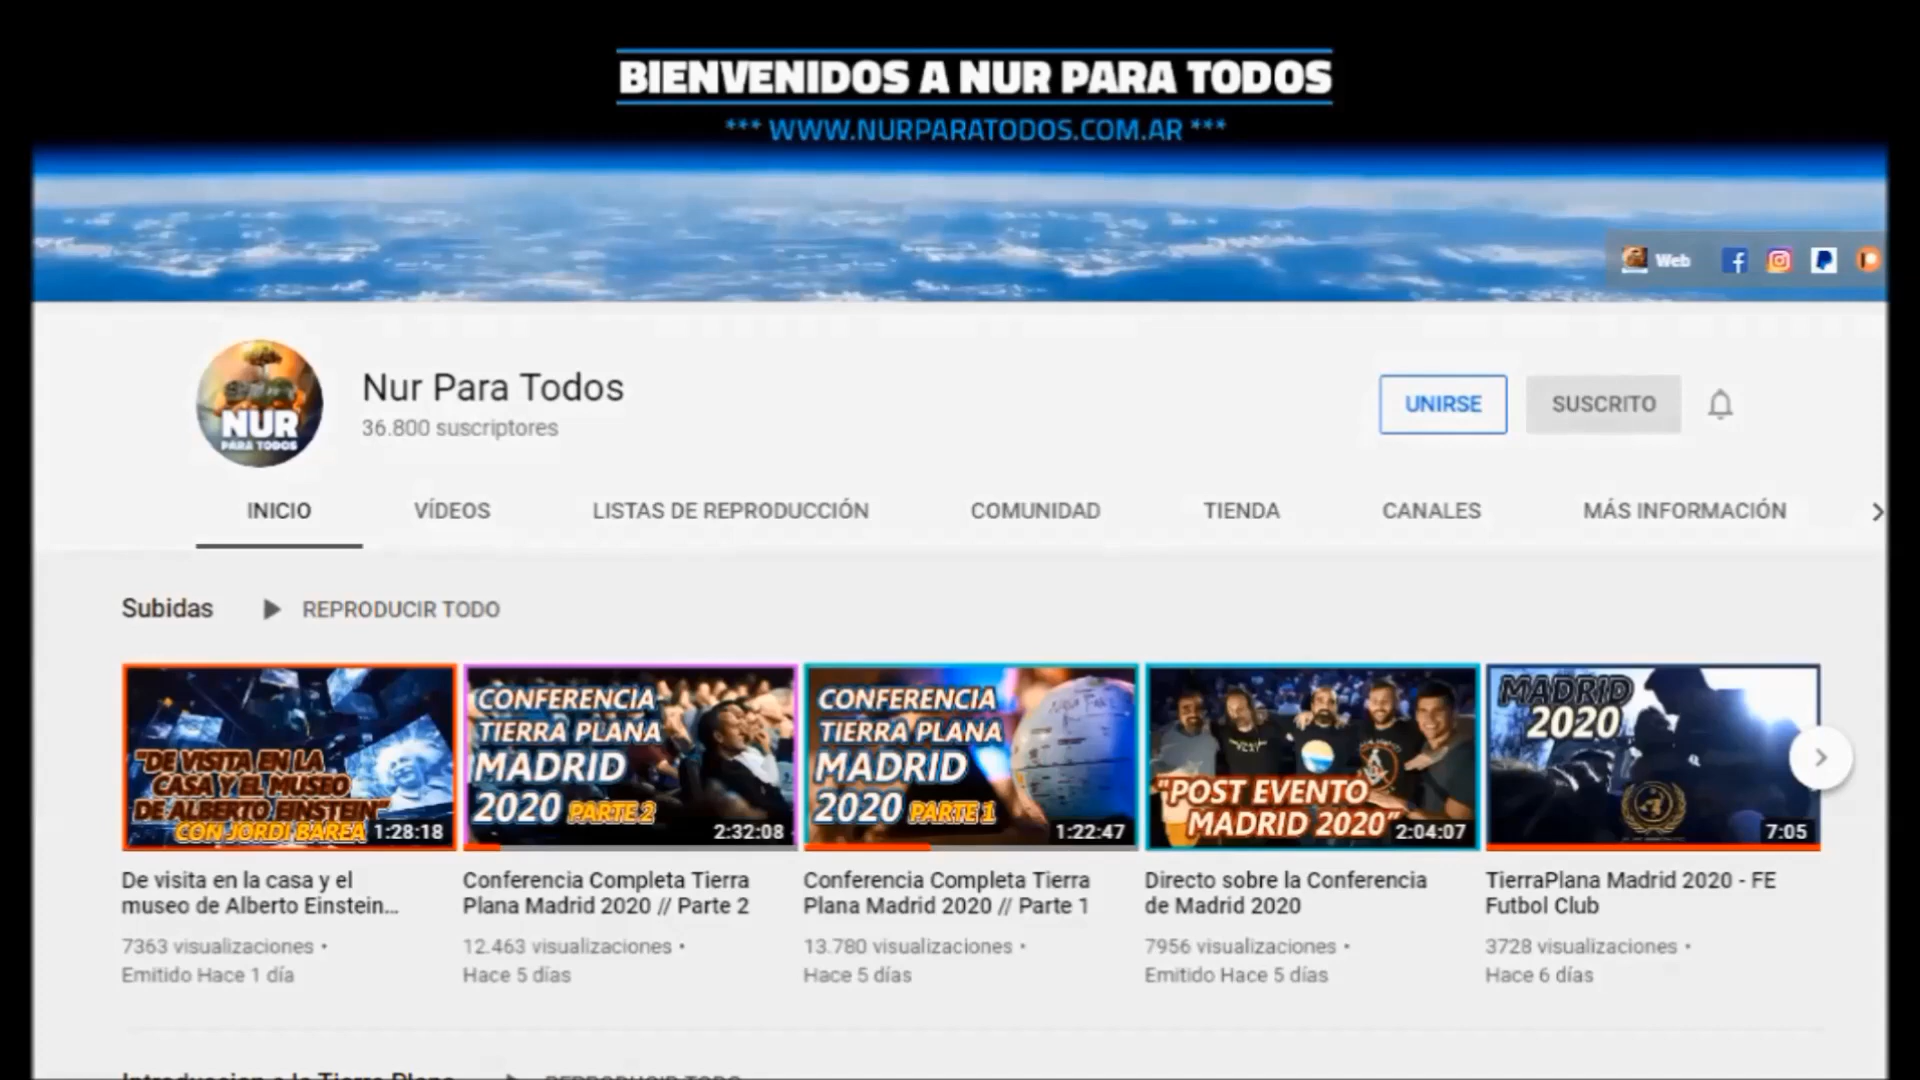 BIENVENIDOS A NUR PARA TODOS
*** WWW.NURPARATODOS.COM.AR ***
Web
NUR
PARA TODOS
Nur Para Todos
36.800 suscriptores
UNIRSE
SUSCRITO
INICIO
VÍDEOS
LISTAS DE REPRODUCCIÓN
COMUNIDAD
TIENDA
CANALES
MÁS INFORMACIÓN
Subidas
REPRODUCIR TODO
"DE VISITA EN LA
CASA Y EL MUSEO
DE ALBERTO EINSTEIN"
CON JORDI BAREA
1:28:18
CONFERENCIA
TIERRA PLANA
MADRID
2020 PARTE 2
2:32:08
CONFERENCIA
TIERRA PLANA
MADRID
2020 PARTE 1
1:22:47
"POST EVENTO
MADRID 2020"
2:04:07
MADRID
2020
7:05
De visita en la casa y el
museo de Alberto Einstein...
7363 visualizaciones •
Emitido Hace 1 día
Conferencia Completa Tierra
Plana Madrid 2020 // Parte 2
12.463 visualizaciones •
Hace 5 días
Conferencia Completa Tierra
Plana Madrid 2020 // Parte 1
13.780 visualizaciones •
Hace 5 días
Directo sobre la Conferencia
de Madrid 2020
7956 visualizaciones •
Emitido Hace 5 días
TierraPlana Madrid 2020 - FE
Futbol Club
3728 visualizaciones •
Hace 6 días
Introduccion a la Tierra Plana
REPRODUCIR TODO